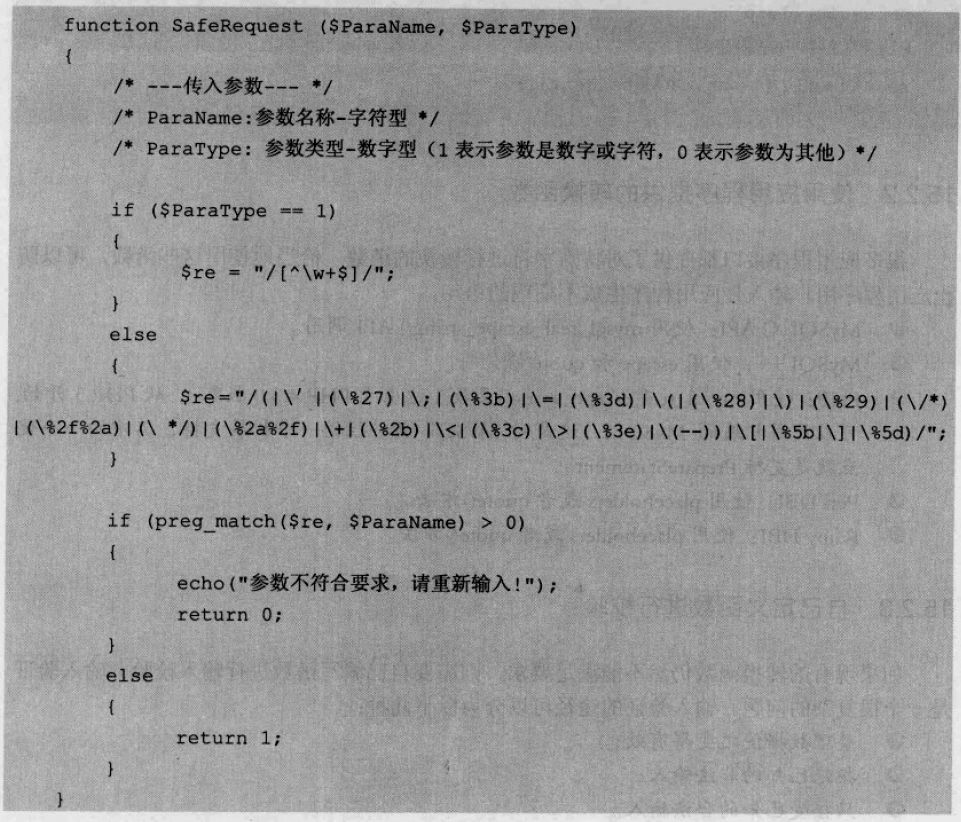 function SafeRequest ($ParaName, $ParaType)
{
/* ---传入参数--- */
/* ParaName:参数名称-字符型 */
/* ParaType: 参数类型-数字型（1 表示参数是数字或字符，0 表示参数为其他）*/
if ($ParaType == 1)
{
$re = "/[^\w+$]/";
}
else
{
$re="/(|\'|(\%27)|\;|(\%3b)|\=|(\%3d)|\(|(\%28)|\)|(\%29)|(\/*)
|(\%2f%2a)|(\ */)|(\%2a%2f)|\+|(\%2b)|\<|(\%3c)|\>|(\%3e)|\(--))|\[|\%5b|\]|\%5d)/";
}
if (preg_match($re, $ParaName) > 0)
{
echo("参数不符合要求，请重新输入!");
return 0;
}
else
{
return 1;
}
}